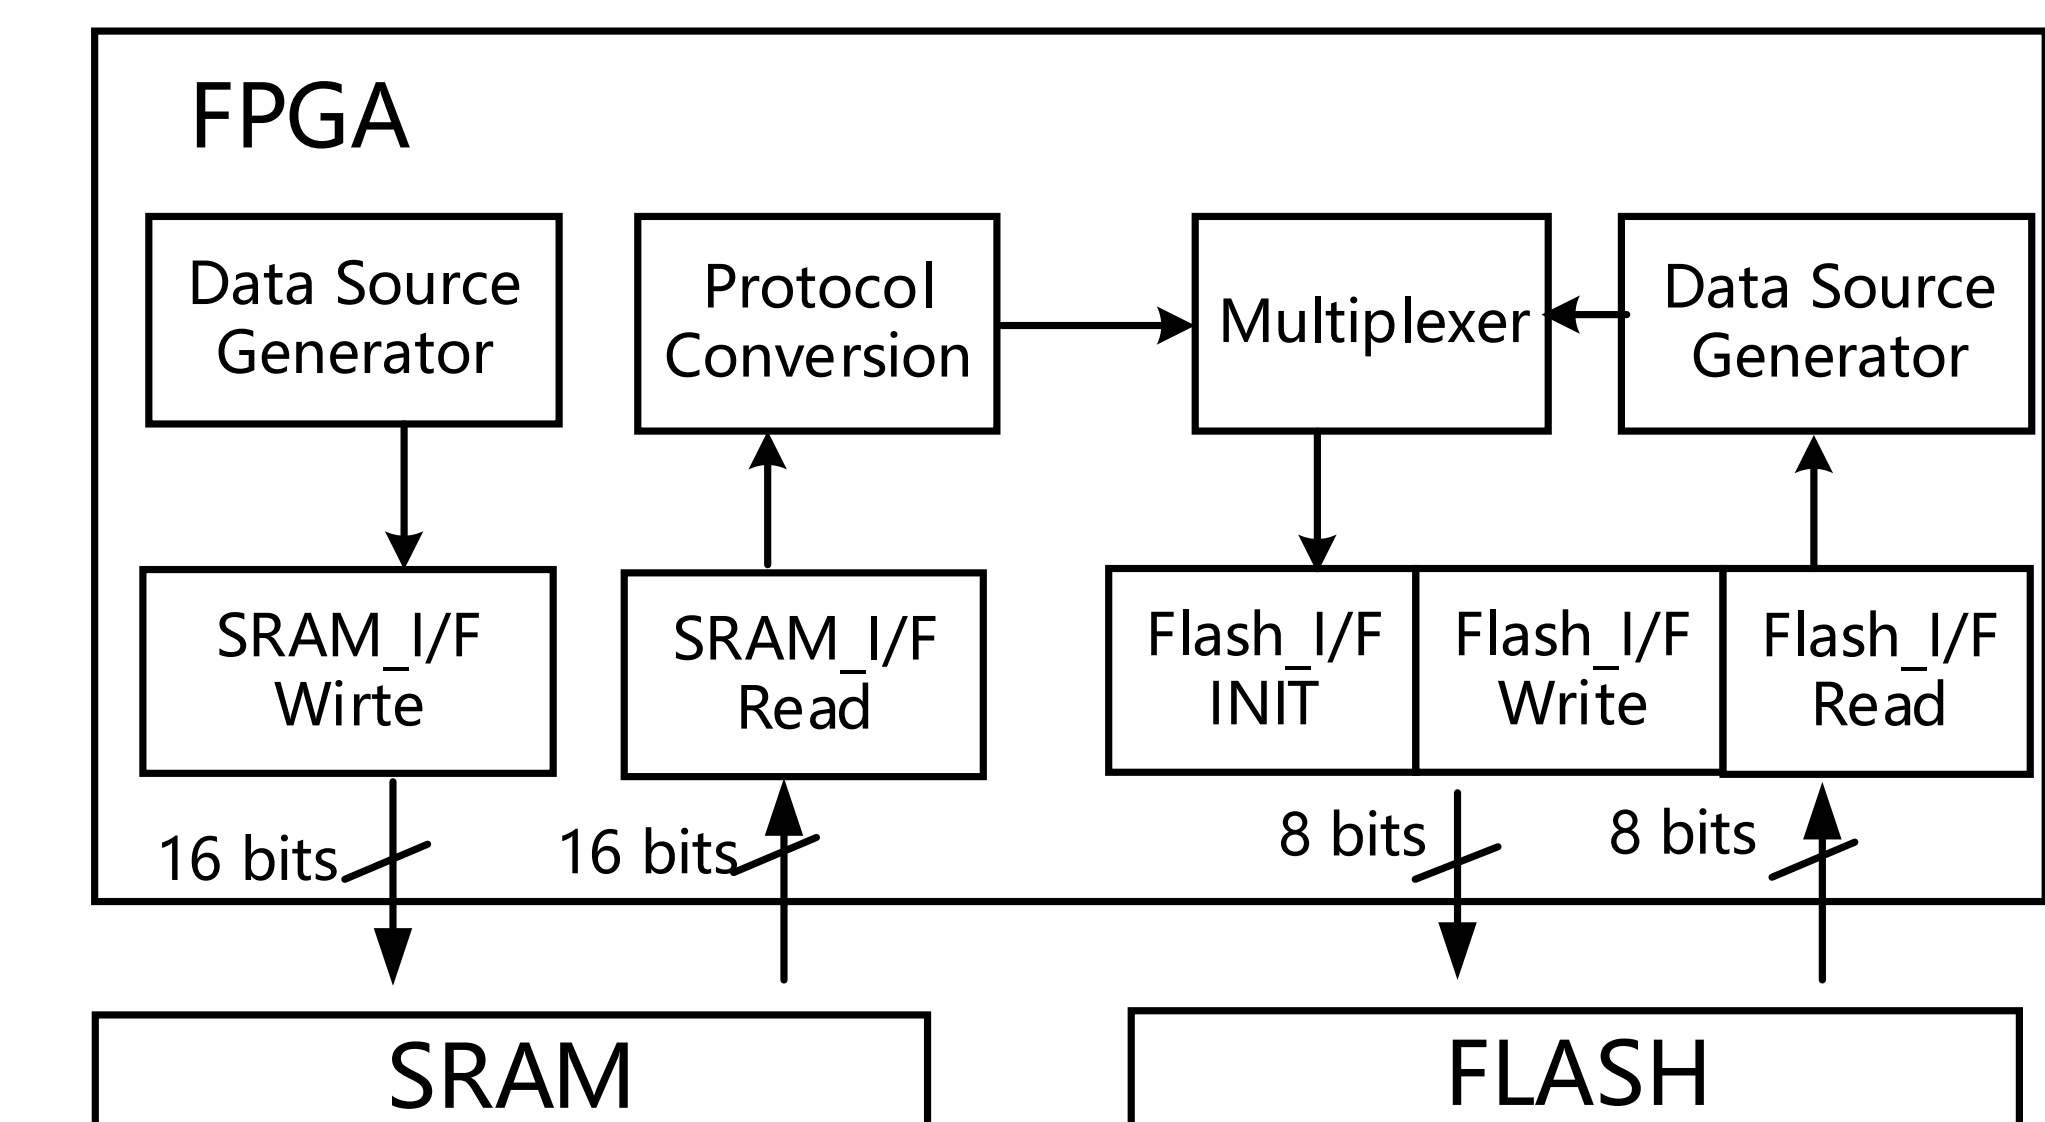 FPGA
Data Source
Generator
Protocol
Conversion
Multiplexer
Data Source
Generator
SRAM_I/F
Wirte
SRAM_I/F
Read
Flash_I/F
INIT
Flash_I/F
Write
Flash_I/F
Read
16 bits
16 bits
8 bits
8 bits
SRAM
FLASH